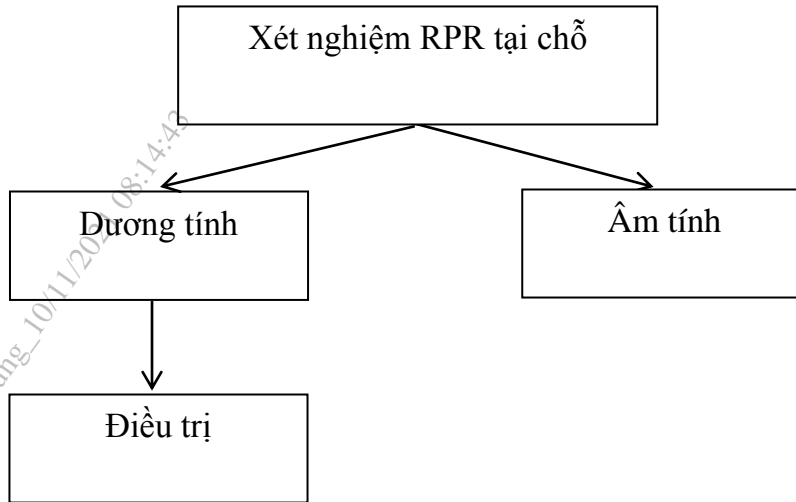 Xét nghiệm RPR tại chỗ
Dương tính
Âm tính
Điều trị